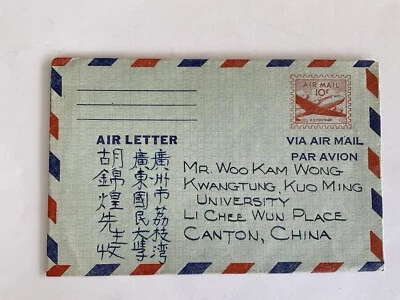 AIR MAIL
10¢
U.S. POSTAGE
AIR LETTER
VIA AIR MAIL
PAR AVION
廣州市荔枝灣
廣東國民大學
胡錦煌先生收
MR. WOO KAM WONG
KWANGTUNG, KUO MING
UNIVERSITY
LI CHEE WUN PLACE
CANTON, CHINA